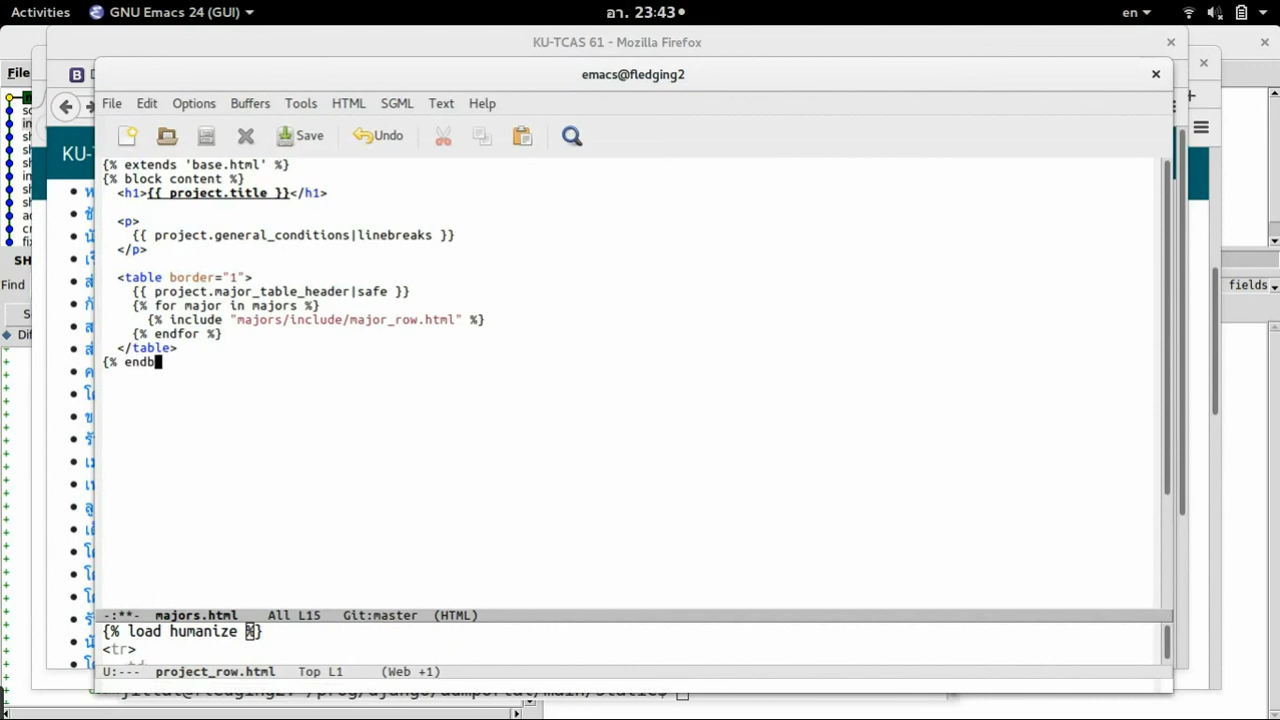 Activities GNU Emacs 24 (GUI) อา. 23:43 en
KU-TCAS 61 - Mozilla Firefox
emacs@fledging2
File
File Edit Options Buffers Tools HTML SGML Text Help
Save Undo
KU-T
{% extends 'base.html' %}
{% block content %}
<h1>{{ project.title }}</h1>
<p>
{{ project.general_conditions|linebreaks }}
</p>
<table border="1">
{{ project.major_table_header|safe }}
{% for major in majors %}
{% include "majors/include/major_row.html" %}
{% endfor %}
</table>
{% endb
Find
fields
-:**- majors.html All L15 Git:master (HTML)
{% load humanize %}
<tr>
U:--- project_row.html Top L1 (Web +1)